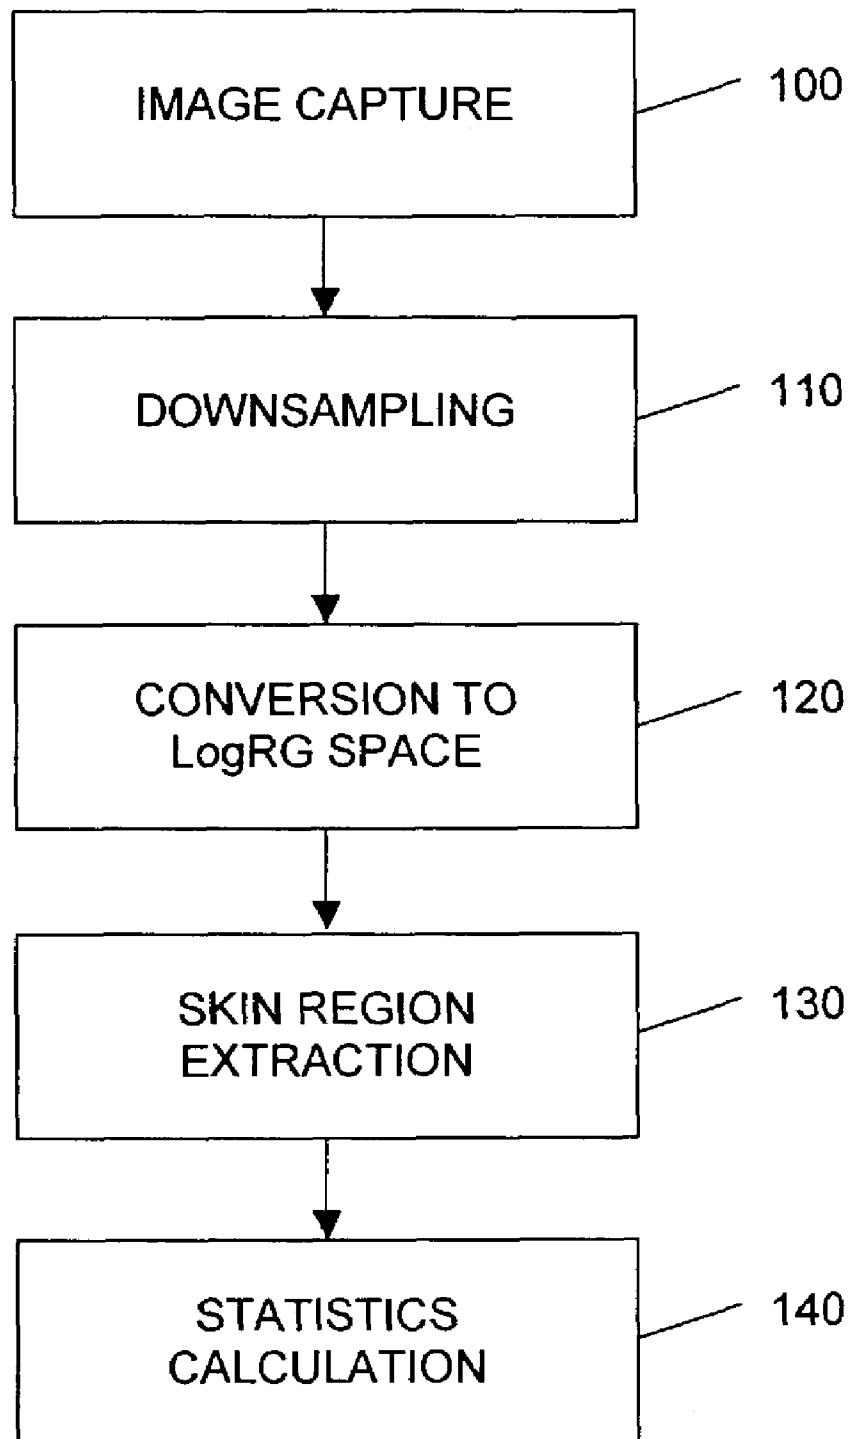 IMAGE CAPTURE
100
DOWNSAMPLING
110
CONVERSION TO
LogRG SPACE
120
SKIN REGION
EXTRACTION
130
STATISTICS
CALCULATION
140